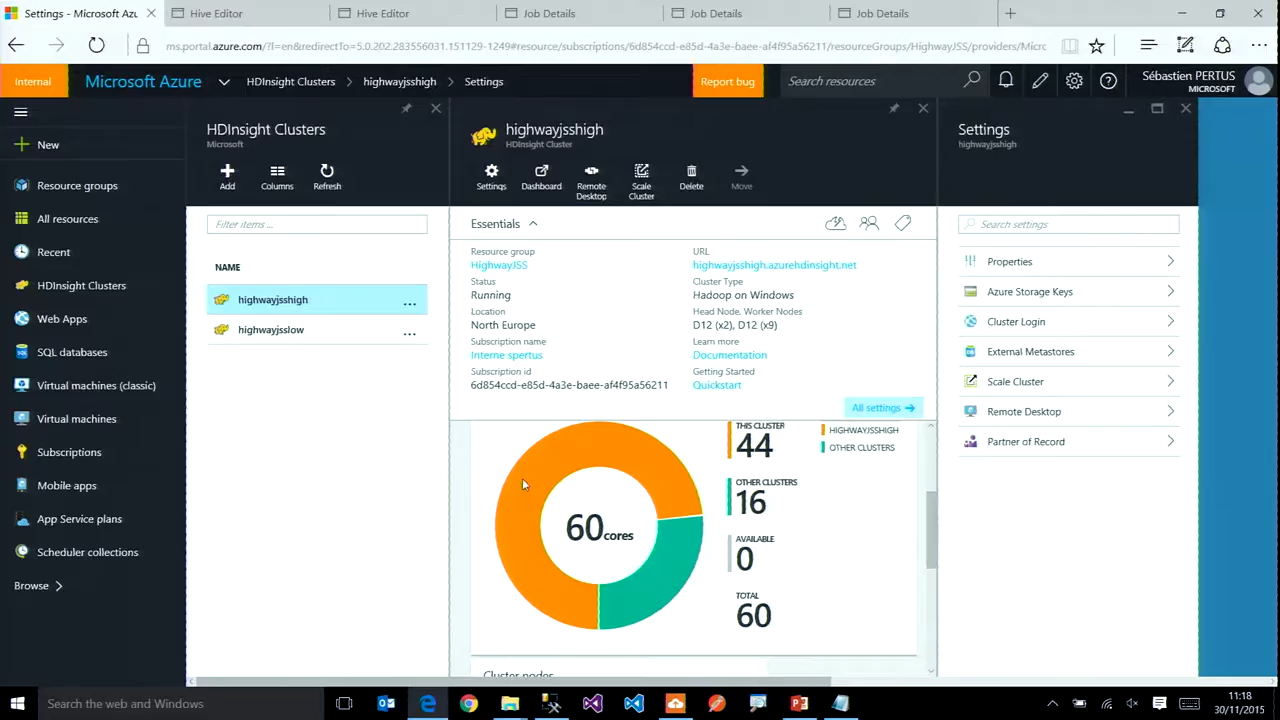 Settings - Microsoft Azu
Hive Editor
Hive Editor
Job Details
Job Details
Job Details
ms.portal.azure.com/?l=en&redirectTo=5.0.202.283556031.151129-1249#resource/subscriptions/6d854ccd-e85d-4a3e-baee-af4f95a56211/resourceGroups/HighwayJSS/providers/Micro
Internal
Microsoft Azure
HDInsight Clusters
highwayjsshigh
Settings
Report bug
Search resources
Sébastien PERTUS
MICROSOFT
New
Resource groups
All resources
Recent
HDInsight Clusters
Web Apps
SQL databases
Virtual machines (classic)
Virtual machines
Subscriptions
Mobile apps
App Service plans
Scheduler collections
Browse
HDInsight Clusters
Microsoft
Add
Columns
Refresh
Filter items ...
NAME
highwayjsshigh
...
highwayjsslow
...
highwayjsshigh
HDInsight Cluster
Settings
Dashboard
Remote Desktop
Scale Cluster
Delete
Move
Essentials
Resource group
HighwayJSS
Status
Running
Location
North Europe
Subscription name
Interne spertus
Subscription id
6d854ccd-e85d-4a3e-baee-af4f95a56211
URL
highwayjsshigh.azurehdinsight.net
Cluster Type
Hadoop on Windows
Head Node, Worker Nodes
D12 (x2), D12 (x9)
Learn more
Documentation
Getting Started
Quickstart
All settings
60 cores
THIS CLUSTER
44
OTHER CLUSTERS
16
AVAILABLE
0
TOTAL
60
HIGHWAYJSSHIGH
OTHER CLUSTERS
Cluster nodes
Settings
highwayjsshigh
Search settings
Properties
Azure Storage Keys
Cluster Login
External Metastores
Scale Cluster
Remote Desktop
Partner of Record
Search the web and Windows
11:18
30/11/2015